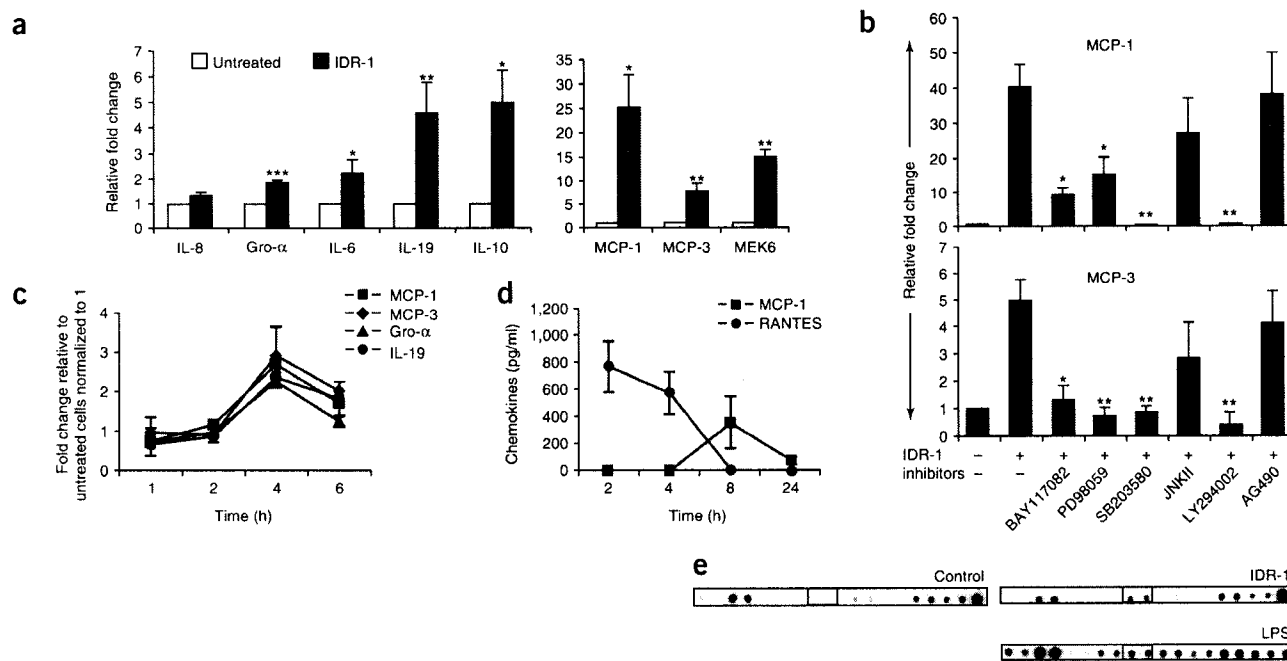 a
Relative fold change
7
6
5
4
3
2
1
0
Untreated IDR-1
*** * ** *
IL-8 Gro-α IL-6 IL-19 IL-10
35
30
25
20
15
10
5
0
* ** **
MCP-1 MCP-3 MEK6
b
Relative fold change
60
50
40
30
20
10
0
MCP-1
* * ** **
7
6
5
4
3
2
1
0
MCP-3
* ** ** **
IDR-1 – + + + + + + +
inhibitors – – BAY117082 PD98059 SB203580 JNKII LY294002 AG490
c
Fold change relative to
untreated cells normalized to 1
4
3
2
1
0
MCP-1
MCP-3
Gro-α
IL-19
1 2 4 6
Time (h)
d
Chemokines (pg/ml)
1,200
1,000
800
600
400
200
0
MCP-1
RANTES
2 4 8 24
Time (h)
e
Control
IDR-1
LPS